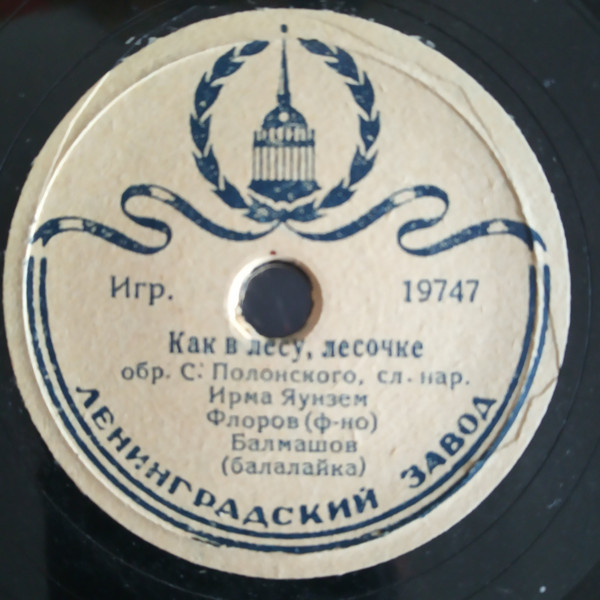 Игр. 19747
Как в лесу, лесочке
обр. С. Полонского, сл. нар.
Ирма Яунзем
Флоров (ф-но)
Балмашов
(балалайка)
ЛЕНИНГРАДСКИЙ ЗАВОД